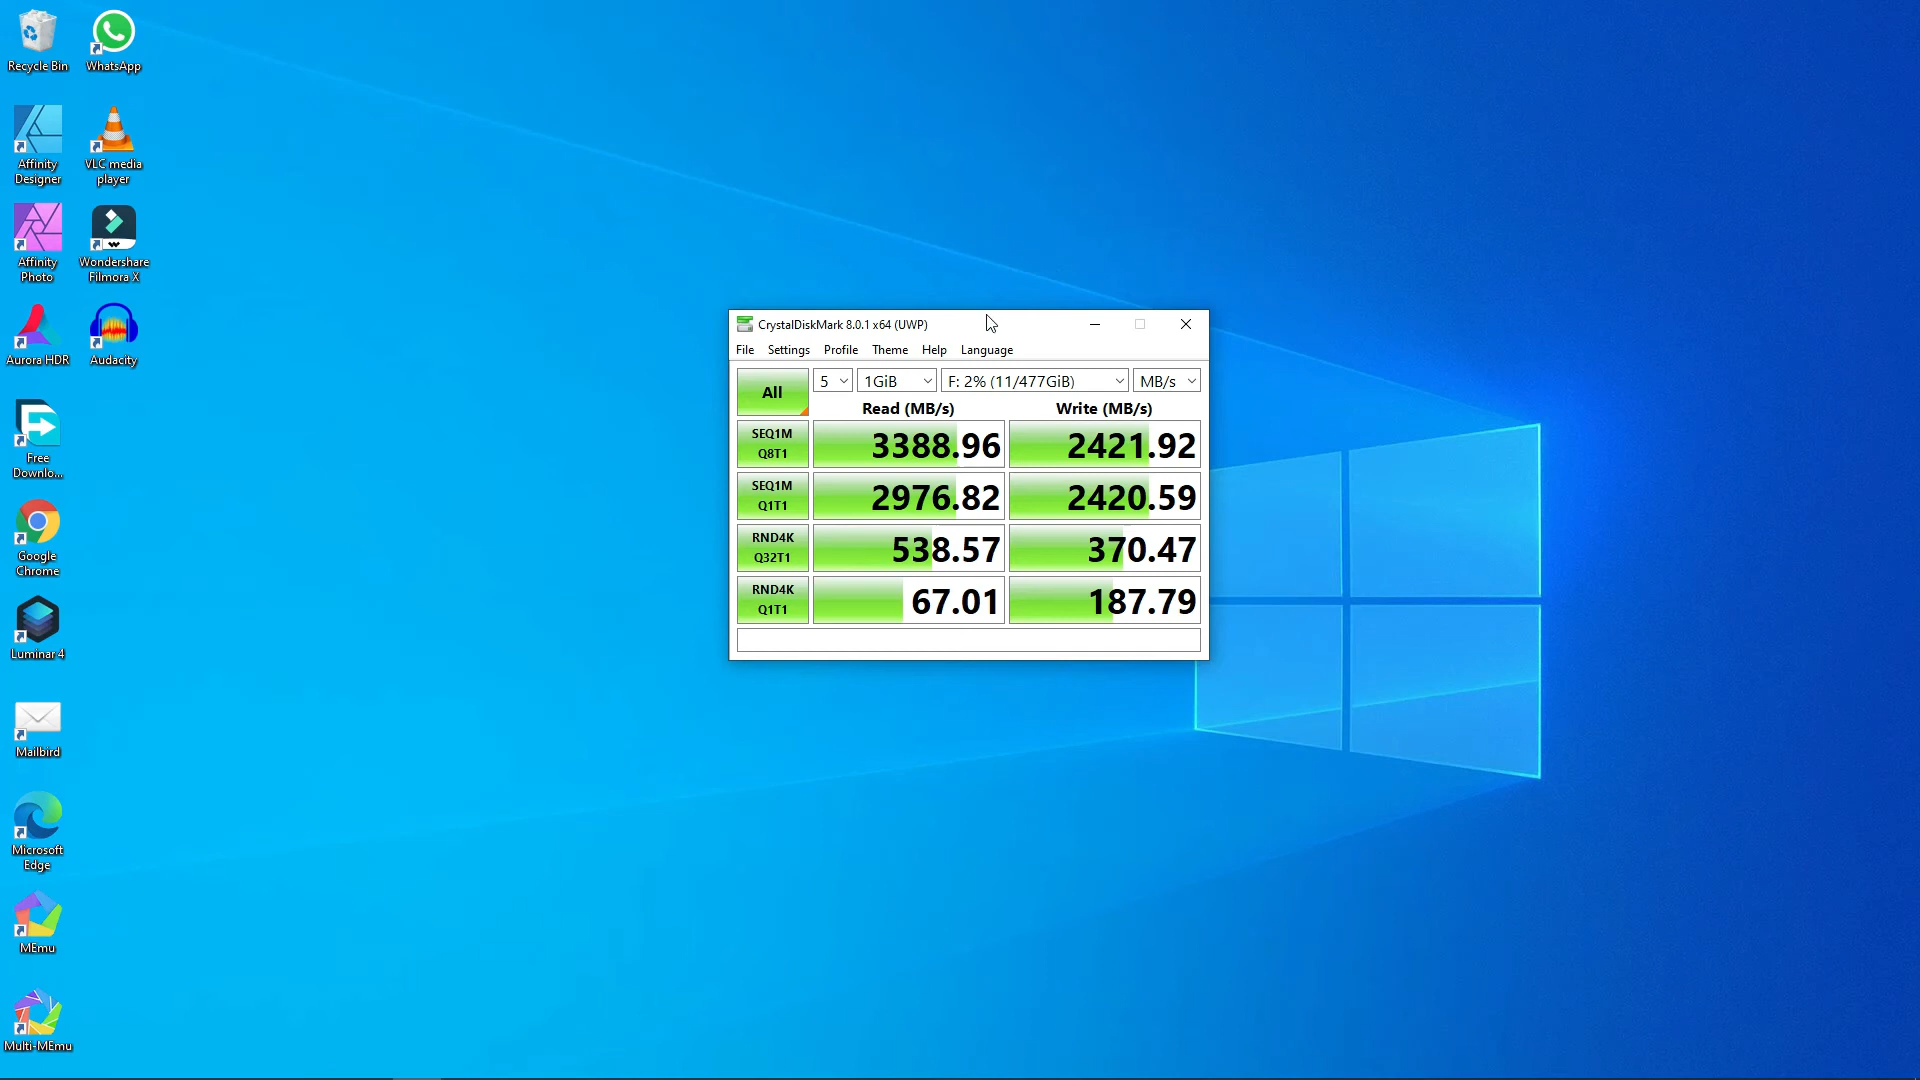 Recycle Bin
WhatsApp
Affinity
Designer
VLC media
player
Affinity
Photo
Wondershare
Filmora X
Aurora HDR
Audacity
Free
Downlo...
Google
Chrome
Luminar 4
Mailbird
Microsoft
Edge
MEmu
Multi-MEmu
CrystalDiskMark 8.0.1 x64 (UWP)
File Settings Profile Theme Help Language
All 5 1GiB F: 2% (11/477GiB) MB/s
Read (MB/s) Write (MB/s)
SEQ1M
Q8T1
3388.96 2421.92
SEQ1M
Q1T1
2976.82 2420.59
RND4K
Q32T1
538.57 370.47
RND4K
Q1T1
67.01 187.79